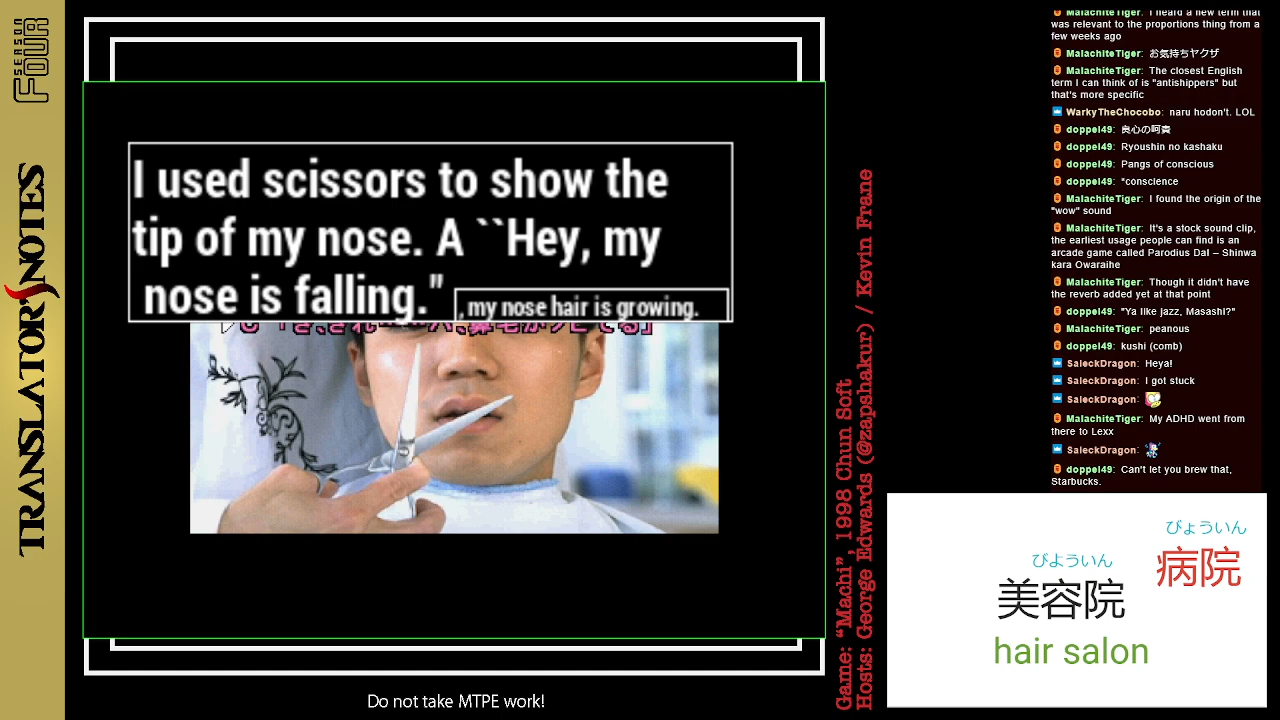 SEASON
FOUR
TRANSLATOR'S NOTES
I used scissors to show the
tip of my nose. A ``Hey, my
nose is falling."
, my nose hair is growing.
Do not take MTPE work!
Game: “Machi”, 1998 Chun Soft
Hosts: George Edwards (@zapshakur) / Kevin Frane
MalachiteTiger: I heard a new term that
was relevant to the proportions thing from a
few weeks ago
MalachiteTiger: お気持ちヤクザ
MalachiteTiger: The closest English
term I can think of is "antishippers" but
that's more specific
WarkyTheChocobo: naru hodon't. LOL
doppel49: 良心の呵責
doppel49: Ryoushin no kashaku
doppel49: Pangs of conscious
doppel49: *conscience
MalachiteTiger: I found the origin of the
"wow" sound
MalachiteTiger: It's a stock sound clip,
the earliest usage people can find is an
arcade game called Parodius Da! – Shinwa
kara Owaraihe
MalachiteTiger: Though it didn't have
the reverb added yet at that point
doppel49: "Ya like jazz, Masashi?"
MalachiteTiger: peanous
doppel49: kushi (comb)
SaleckDragon: Heya!
SaleckDragon: I got stuck
SaleckDragon:
MalachiteTiger: My ADHD went from
there to Lexx
SaleckDragon:
doppel49: Can't let you brew that,
Starbucks.
びょういん
病院
びよういん
美容院
hair salon